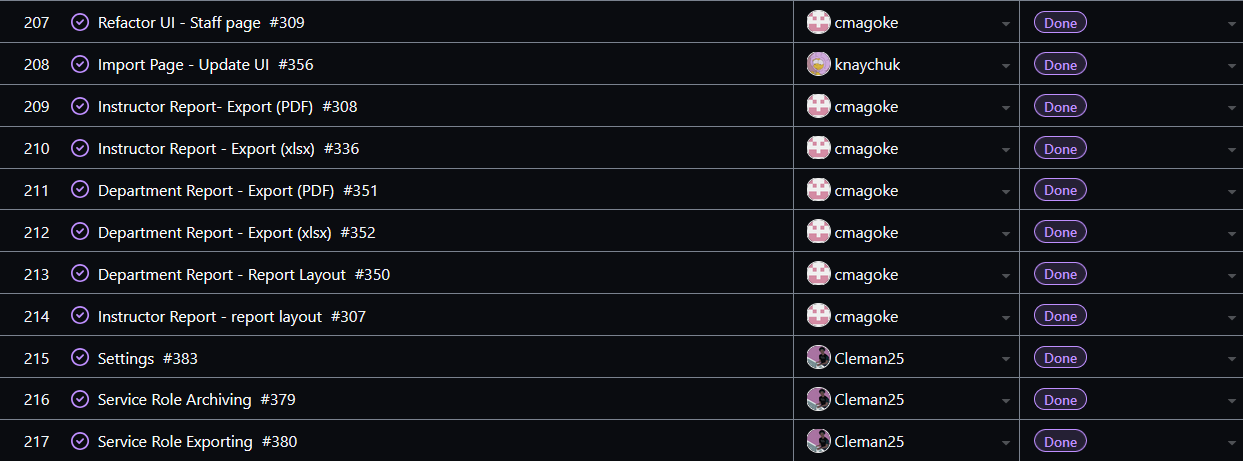 207 Refactor UI - Staff page #309 cmagoke Done
208 Import Page - Update UI #356 knaychuk Done
209 Instructor Report- Export (PDF) #308 cmagoke Done
210 Instructor Report - Export (xlsx) #336 cmagoke Done
211 Department Report - Export (PDF) #351 cmagoke Done
212 Department Report - Export (xlsx) #352 cmagoke Done
213 Department Report - Report Layout #350 cmagoke Done
214 Instructor Report - report layout #307 cmagoke Done
215 Settings #383 Cleman25 Done
216 Service Role Archiving #379 Cleman25 Done
217 Service Role Exporting #380 Cleman25 Done